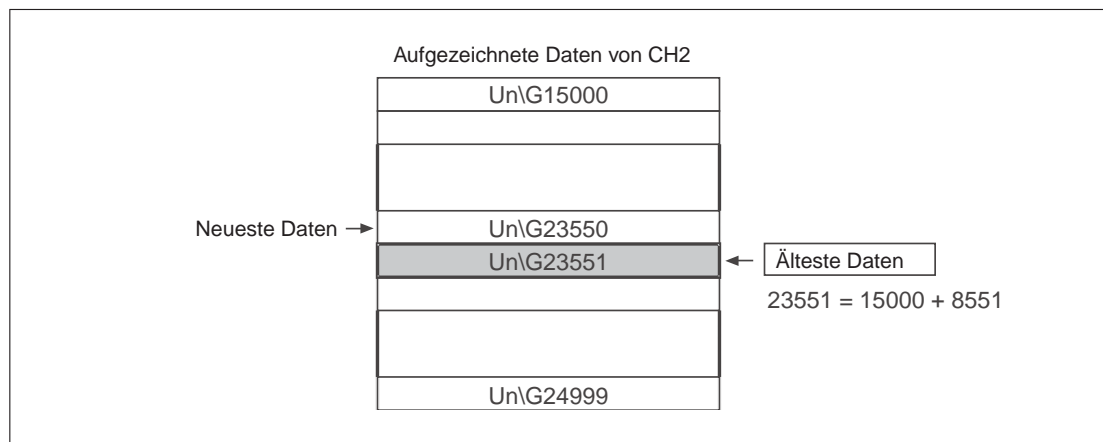 Aufgezeichnete Daten von CH2
Un\G15000
Neueste Daten
Un\G23550
Un\G23551
Älteste Daten
23551 = 15000 + 8551
Un\G24999